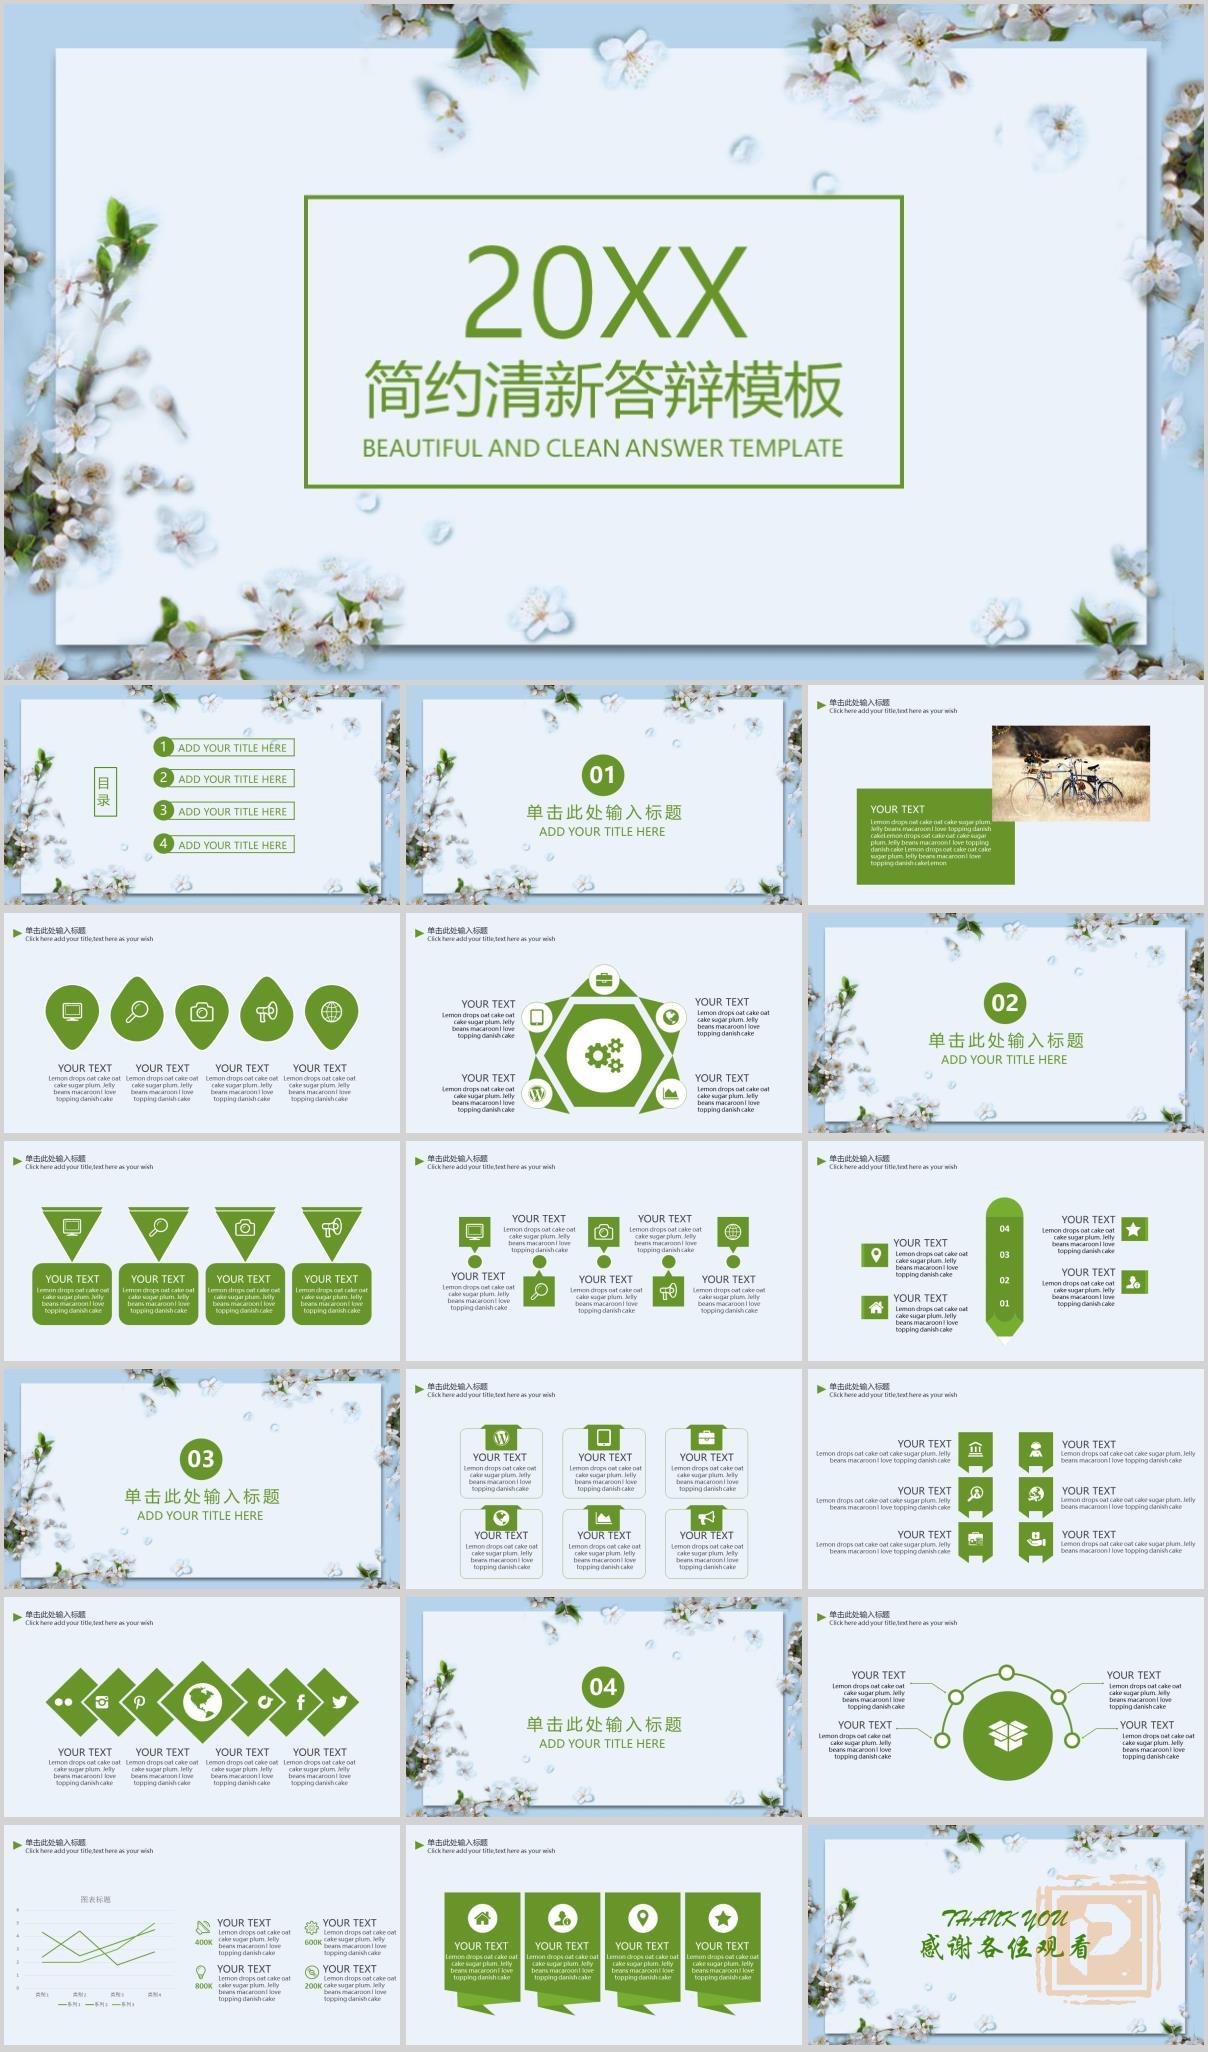 20XX
简约清新答辩模板
BEAUTIFUL AND CLEAN ANSWER TEMPLATE
目录
1 ADD YOUR TITLE HERE
2 ADD YOUR TITLE HERE
3 ADD YOUR TITLE HERE
4 ADD YOUR TITLE HERE
01
单击此处输入标题
ADD YOUR TITLE HERE
单击此处输入标题
Click here add your title,text here as your wish
YOUR TEXT
Lemon drops oat cake oat cake sugar plum.
Jelly beans macaroon I love topping danish
cakeLemon drops oat cake oat cake sugar
plum. Jelly beans macaroon I love topping
danish cake Lemon drops oat cake oat cake
sugar plum. Jelly beans macaroon I love
topping danish cakeLemon
单击此处输入标题
Click here add your title,text here as your wish
YOUR TEXT
Lemon drops oat cake oat
cake sugar plum. Jelly
beans macaroon I love
topping danish cake
YOUR TEXT
Lemon drops oat cake oat
cake sugar plum. Jelly
beans macaroon I love
topping danish cake
YOUR TEXT
Lemon drops oat cake oat
cake sugar plum. Jelly
beans macaroon I love
topping danish cake
YOUR TEXT
Lemon drops oat cake oat
cake sugar plum. Jelly
beans macaroon I love
topping danish cake
单击此处输入标题
Click here add your title,text here as your wish
YOUR TEXT
Lemon drops oat cake oat
cake sugar plum. Jelly
beans macaroon I love
topping danish cake
YOUR TEXT
Lemon drops oat cake oat
cake sugar plum. Jelly
beans macaroon I love
topping danish cake
YOUR TEXT
Lemon drops oat cake oat
cake sugar plum. Jelly
beans macaroon I love
topping danish cake
YOUR TEXT
Lemon drops oat cake oat
cake sugar plum. Jelly
beans macaroon I love
topping danish cake
02
单击此处输入标题
ADD YOUR TITLE HERE
单击此处输入标题
Click here add your title,text here as your wish
YOUR TEXT
Lemon drops oat cake oat
cake sugar plum. Jelly
beans macaroon I love
topping danish cake
YOUR TEXT
Lemon drops oat cake oat
cake sugar plum. Jelly
beans macaroon I love
topping danish cake
YOUR TEXT
Lemon drops oat cake oat
cake sugar plum. Jelly
beans macaroon I love
topping danish cake
YOUR TEXT
Lemon drops oat cake oat
cake sugar plum. Jelly
beans macaroon I love
topping danish cake
单击此处输入标题
Click here add your title,text here as your wish
YOUR TEXT
Lemon drops oat cake oat
cake sugar plum. Jelly
beans macaroon I love
topping danish cake
YOUR TEXT
Lemon drops oat cake oat
cake sugar plum. Jelly
beans macaroon I love
topping danish cake
YOUR TEXT
Lemon drops oat cake oat
cake sugar plum. Jelly
beans macaroon I love
topping danish cake
YOUR TEXT
Lemon drops oat cake oat
cake sugar plum. Jelly
beans macaroon I love
topping danish cake
YOUR TEXT
Lemon drops oat cake oat
cake sugar plum. Jelly
beans macaroon I love
topping danish cake
单击此处输入标题
Click here add your title,text here as your wish
04
03
02
01
YOUR TEXT
Lemon drops oat cake oat
cake sugar plum. Jelly
beans macaroon I love
topping danish cake
YOUR TEXT
Lemon drops oat cake oat
cake sugar plum. Jelly
beans macaroon I love
topping danish cake
YOUR TEXT
Lemon drops oat cake oat
cake sugar plum. Jelly
beans macaroon I love
topping danish cake
YOUR TEXT
Lemon drops oat cake oat
cake sugar plum. Jelly
beans macaroon I love
topping danish cake
03
单击此处输入标题
ADD YOUR TITLE HERE
单击此处输入标题
Click here add your title,text here as your wish
YOUR TEXT
Lemon drops oat cake oat
cake sugar plum. Jelly
beans macaroon I love
topping danish cake
YOUR TEXT
Lemon drops oat cake oat
cake sugar plum. Jelly
beans macaroon I love
topping danish cake
YOUR TEXT
Lemon drops oat cake oat
cake sugar plum. Jelly
beans macaroon I love
topping danish cake
YOUR TEXT
Lemon drops oat cake oat
cake sugar plum. Jelly
beans macaroon I love
topping danish cake
YOUR TEXT
Lemon drops oat cake oat
cake sugar plum. Jelly
beans macaroon I love
topping danish cake
YOUR TEXT
Lemon drops oat cake oat
cake sugar plum. Jelly
beans macaroon I love
topping danish cake
单击此处输入标题
Click here add your title,text here as your wish
YOUR TEXT
Lemon drops oat cake oat cake sugar plum. Jelly
beans macaroon I love topping danish cake
YOUR TEXT
Lemon drops oat cake oat cake sugar plum. Jelly
beans macaroon I love topping danish cake
YOUR TEXT
Lemon drops oat cake oat cake sugar plum. Jelly
beans macaroon I love topping danish cake
YOUR TEXT
Lemon drops oat cake oat cake sugar plum. Jelly
beans macaroon I love topping danish cake
YOUR TEXT
Lemon drops oat cake oat cake sugar plum. Jelly
beans macaroon I love topping danish cake
YOUR TEXT
Lemon drops oat cake oat cake sugar plum. Jelly
beans macaroon I love topping danish cake
单击此处输入标题
Click here add your title,text here as your wish
YOUR TEXT
Lemon drops oat cake oat
cake sugar plum. Jelly
beans macaroon I love
topping danish cake
YOUR TEXT
Lemon drops oat cake oat
cake sugar plum. Jelly
beans macaroon I love
topping danish cake
YOUR TEXT
Lemon drops oat cake oat
cake sugar plum. Jelly
beans macaroon I love
topping danish cake
YOUR TEXT
Lemon drops oat cake oat
cake sugar plum. Jelly
beans macaroon I love
topping danish cake
04
单击此处输入标题
ADD YOUR TITLE HERE
单击此处输入标题
Click here add your title,text here as your wish
YOUR TEXT
Lemon drops oat cake oat
cake sugar plum. Jelly
beans macaroon I love
topping danish cake
YOUR TEXT
Lemon drops oat cake oat
cake sugar plum. Jelly
beans macaroon I love
topping danish cake
YOUR TEXT
Lemon drops oat cake oat
cake sugar plum. Jelly
beans macaroon I love
topping danish cake
YOUR TEXT
Lemon drops oat cake oat
cake sugar plum. Jelly
beans macaroon I love
topping danish cake
单击此处输入标题
Click here add your title,text here as your wish
图表标题
6
5
4
3
2
1
0
类别 1 类别 2 类别 3 类别 4
系列 1 系列 2 系列 3
400K
YOUR TEXT
Lemon drops oat cake oat
cake sugar plum. Jelly
beans macaroon I love
topping danish cake
600K
YOUR TEXT
Lemon drops oat cake oat
cake sugar plum. Jelly
beans macaroon I love
topping danish cake
800K
YOUR TEXT
Lemon drops oat cake oat
cake sugar plum. Jelly
beans macaroon I love
topping danish cake
200K
YOUR TEXT
Lemon drops oat cake oat
cake sugar plum. Jelly
beans macaroon I love
topping danish cake
单击此处输入标题
Click here add your title,text here as your wish
YOUR TEXT
Lemon drops oat cake oat
cake sugar plum. Jelly
beans macaroon I love
topping danish cake
YOUR TEXT
Lemon drops oat cake oat
cake sugar plum. Jelly
beans macaroon I love
topping danish cake
YOUR TEXT
Lemon drops oat cake oat
cake sugar plum. Jelly
beans macaroon I love
topping danish cake
YOUR TEXT
Lemon drops oat cake oat
cake sugar plum. Jelly
beans macaroon I love
topping danish cake
THANK YOU
感谢各位观看